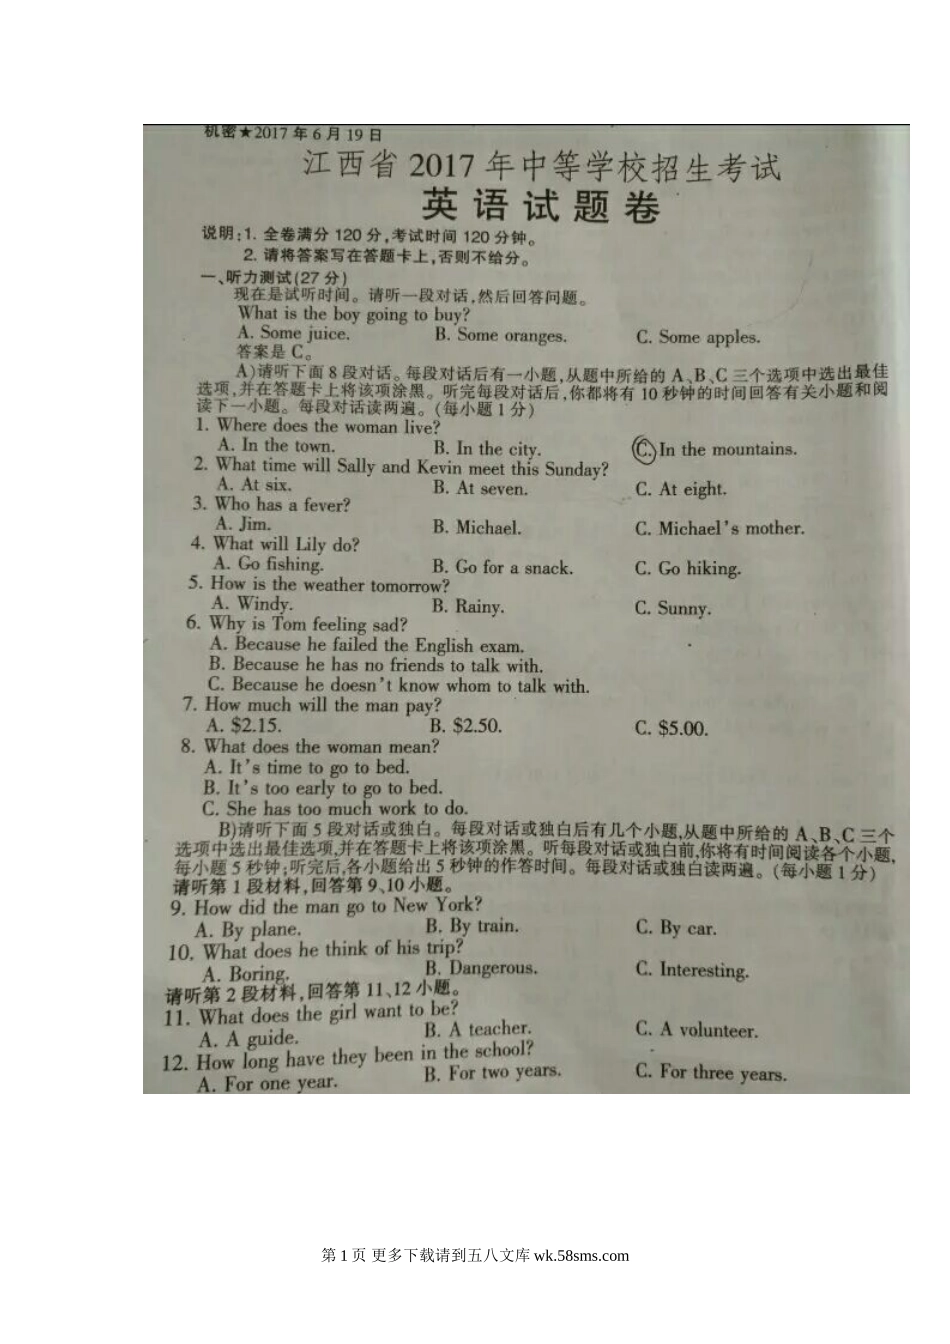 机密★2017年6月19日
江西省2017年中等学校招生考试
英语试题卷
说明:1. 全卷满分120分,考试时间120分钟。
2. 请将答案写在答题卡上,否则不给分。
一、听力测试(27分)
现在是试听时间。请听一段对话,然后回答问题。
What is the boy going to buy?
A. Some juice. B. Some oranges. C. Some apples.
答案是C。
A)请听下面8段对话。每段对话后有一小题,从题中所给的A、B、C三个选项中选出最佳
选项,并在答题卡上将该项涂黑。听完每段对话后,你都将有10秒钟的时间回答有关小题和阅
读下一小题。每段对话读两遍。(每小题1分)
1. Where does the woman live?
A. In the town. B. In the city. C. In the mountains.
2. What time will Sally and Kevin meet this Sunday?
A. At six. B. At seven. C. At eight.
3. Who has a fever?
A. Jim. B. Michael. C. Michael's mother.
4. What will Lily do?
A. Go fishing. B. Go for a snack. C. Go hiking.
5. How is the weather tomorrow?
A. Windy. B. Rainy. C. Sunny.
6. Why is Tom feeling sad?
A. Because he failed the English exam.
B. Because he has no friends to talk with.
C. Because he doesn't know whom to talk with.
7. How much will the man pay?
A. $2.15. B. $2.50. C. $5.00.
8. What does the woman mean?
A. It's time to go to bed.
B. It's too early to go to bed.
C. She has too much work to do.
B)请听下面5段对话或独白。每段对话或独白后有几个小题,从题中所给的A、B、C三个
选项中选出最佳选项,并在答题卡上将该项涂黑。听每段对话或独白前,你将有时间阅读各个小题,
每小题5秒钟;听完后,各小题给出5秒钟的作答时间。每段对话或独白读两遍。(每小题1分)
请听第1段材料,回答第9、10小题。
9. How did the man go to New York?
A. By plane. B. By train. C. By car.
10. What does he think of his trip?
A. Boring. B. Dangerous. C. Interesting.
请听第2段材料,回答第11、12小题。
11. What does the girl want to be?
A. A guide. B. A teacher. C. A volunteer.
12. How long have they been in the school?
A. For one year. B. For two years. C. For three years.
第1页 更多下载请到五八文库wk.58sms.com